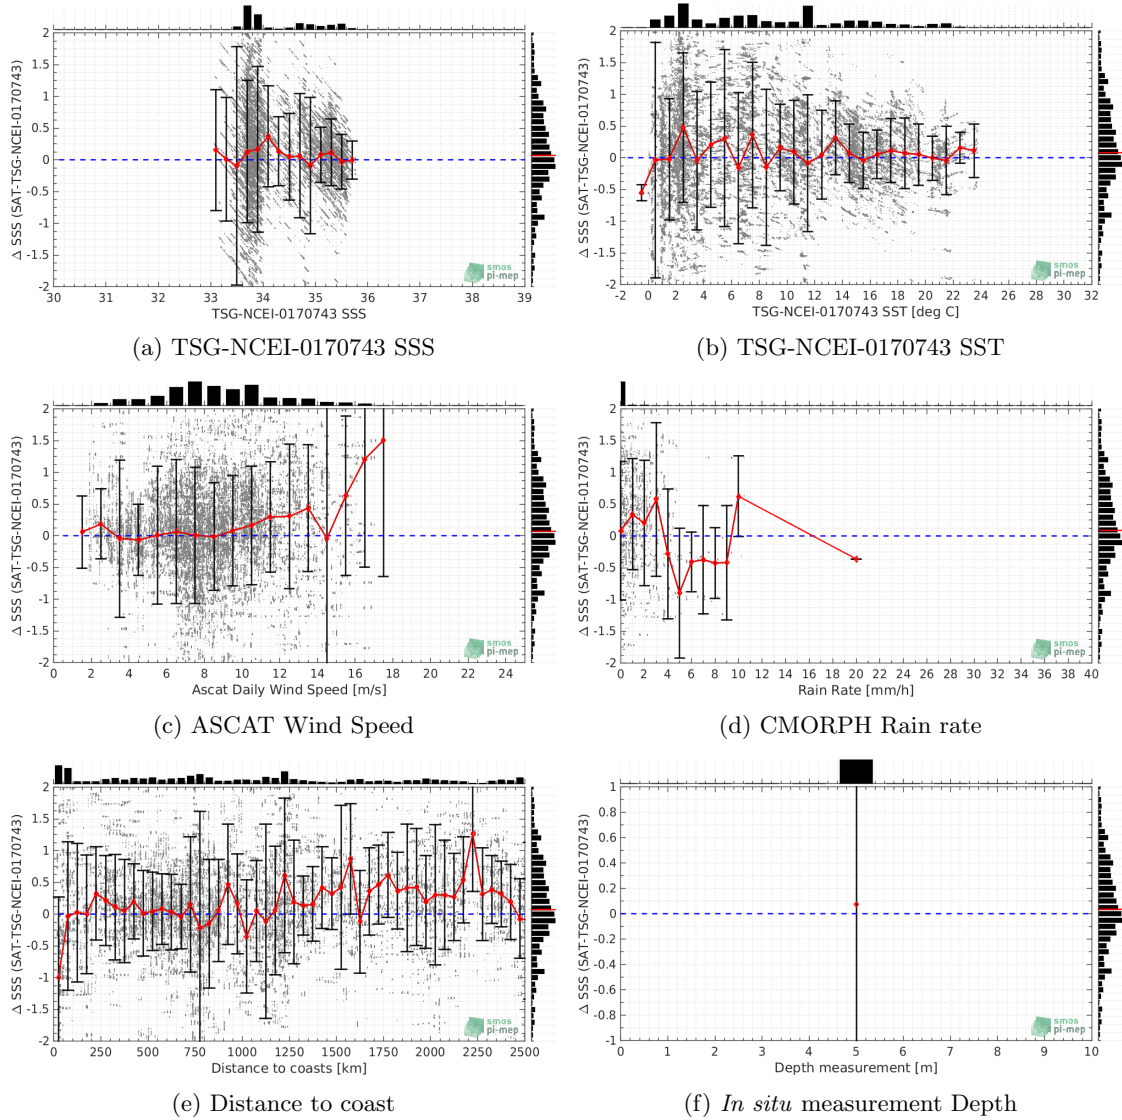 Δ SSS (SAT-TSG-NCEI-0170743)
2
1.5
1
0.5
0
-0.5
-1
-1.5
-2
smos
pi-mep
30 31 32 33 34 35 36 37 38 39
TSG-NCEI-0170743 SSS
(a) TSG-NCEI-0170743 SSS
Δ SSS (SAT-TSG-NCEI-0170743)
2
1.5
1
0.5
0
-0.5
-1
-1.5
-2
smos
pi-mep
-2 0 2 4 6 8 10 12 14 16 18 20 22 24 26 28 30 32
TSG-NCEI-0170743 SST [deg C]
(b) TSG-NCEI-0170743 SST
Δ SSS (SAT-TSG-NCEI-0170743)
2
1.5
1
0.5
0
-0.5
-1
-1.5
-2
smos
pi-mep
0 2 4 6 8 10 12 14 16 18 20 22 24
Ascat Daily Wind Speed [m/s]
(c) ASCAT Wind Speed
Δ SSS (SAT-TSG-NCEI-0170743)
2
1.5
1
0.5
0
-0.5
-1
-1.5
-2
smos
pi-mep
0 2 4 6 8 10 12 14 16 18 20 22 24 26 28 30 32 34 36 38 40
Rain Rate [mm/h]
(d) CMORPH Rain rate
Δ SSS (SAT-TSG-NCEI-0170743)
2
1.5
1
0.5
0
-0.5
-1
-1.5
-2
smos
pi-mep
0 250 500 750 1000 1250 1500 1750 2000 2250 2500
Distance to coasts [km]
(e) Distance to coast
Δ SSS (SAT-TSG-NCEI-0170743)
1
0.8
0.6
0.4
0.2
0
-0.2
-0.4
-0.6
-0.8
-1
smos
pi-mep
0 1 2 3 4 5 6 7 8 9 10
Depth measurement [m]
(f) In situ measurement Depth